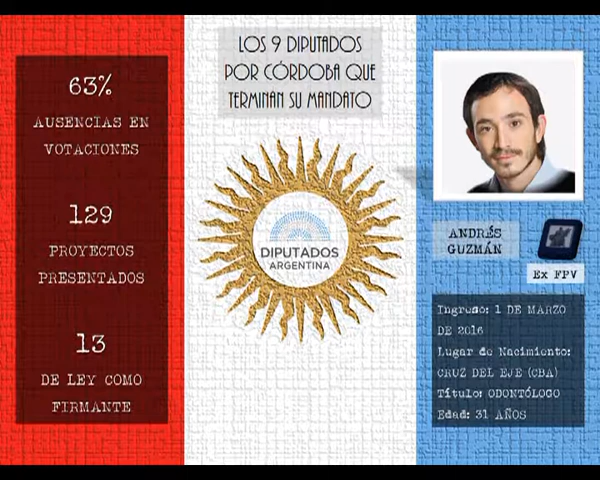 LOS 9 DIPUTADOS
POR CÓRDOBA QUE
TERMINAN SU MANDATO
63%
AUSENCIAS EN
VOTACIONES
129
PROYECTOS
PRESENTADOS
13
DE LEY COMO
FIRMANTE
DIPUTADOS
ARGENTINA
ANDRÉS
GUZMÁN
Ex FPV
Ingreso: 1 DE MARZO
DE 2016
Lugar de Nacimiento:
CRUZ DEL EJE (CBA)
Título: ODONTÓLOGO
Edad: 31 AÑOS